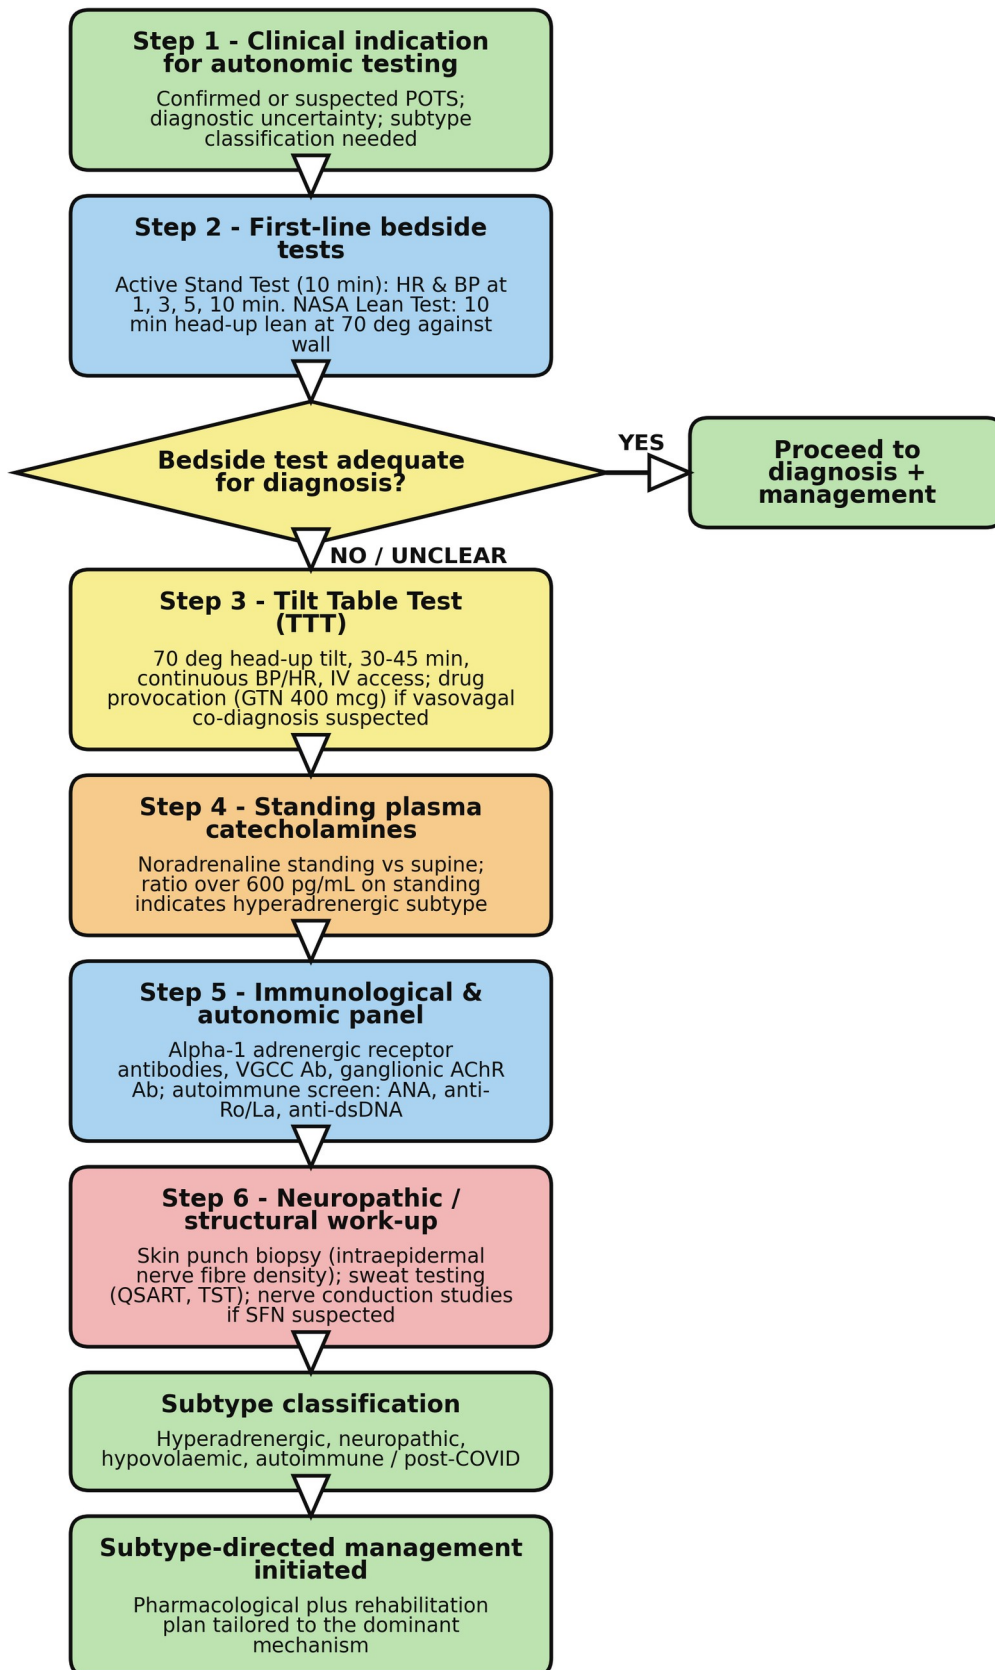 Step 1 - Clinical indication
for autonomic testing
Confirmed or suspected POTS;
diagnostic uncertainty; subtype
classification needed
Step 2 - First-line bedside
tests
Active Stand Test (10 min): HR & BP at
1, 3, 5, 10 min. NASA Lean Test: 10
min head-up lean at 70 deg against
wall
Bedside test adequate
for diagnosis?
YES
Proceed to
diagnosis +
management
NO / UNCLEAR
Step 3 - Tilt Table Test
(TTT)
70 deg head-up tilt, 30-45 min,
continuous BP/HR, IV access; drug
provocation (GTN 400 mcg) if vasovagal
co-diagnosis suspected
Step 4 - Standing plasma
catecholamines
Noradrenaline standing vs supine;
ratio over 600 pg/mL on standing
indicates hyperadrenergic subtype
Step 5 - Immunological &
autonomic panel
Alpha-1 adrenergic receptor
antibodies, VGCC Ab, ganglionic AChR
Ab; autoimmune screen: ANA, anti-
Ro/La, anti-dsDNA
Step 6 - Neuropathic /
structural work-up
Skin punch biopsy (intraepidermal
nerve fibre density); sweat testing
(QSART, TST); nerve conduction studies
if SFN suspected
Subtype classification
Hyperadrenergic, neuropathic,
hypovolaemic, autoimmune / post-COVID
Subtype-directed management
initiated
Pharmacological plus rehabilitation
plan tailored to the dominant
mechanism